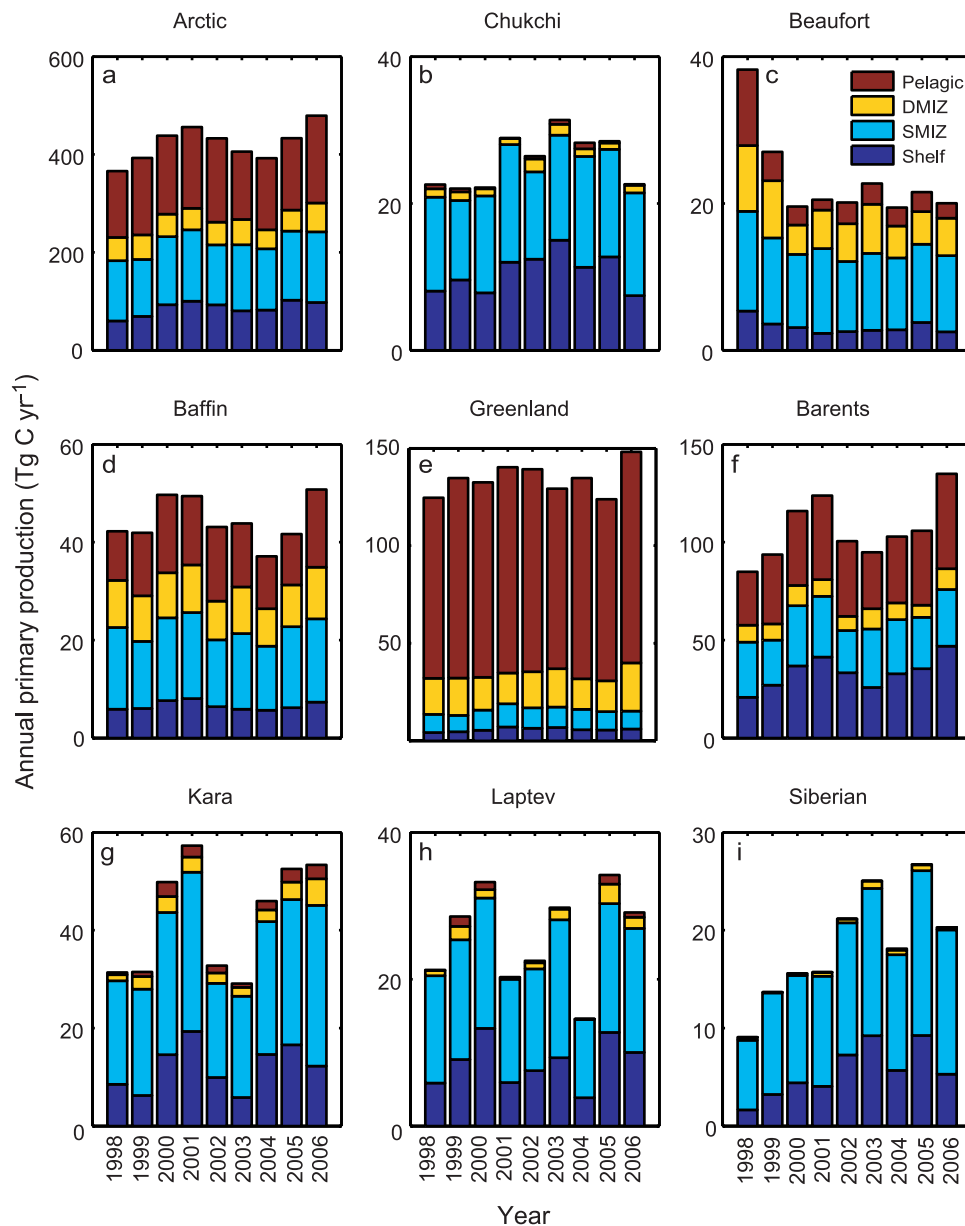 Arctic
Chukchi
Beaufort
600
400
200
0
a
20
0
b
40
20
0
c
Pelagic
DMIZ
SMIZ
Shelf
Annual primary production (Tg C yr⁻¹)
Baffin
Greenland
Barents
60
40
20
0
d
150
100
50
e
150
100
50
0
f
Kara
Laptev
Siberian
60
40
20
0
g
40
20
0
h
30
20
10
0
i
1998
1999
2000
2001
2002
2003
2004
2005
2006
1998
1999
2000
2001
2002
2003
2004
2005
2006
1998
1999
2000
2001
2002
2003
2004
2005
2006
Year